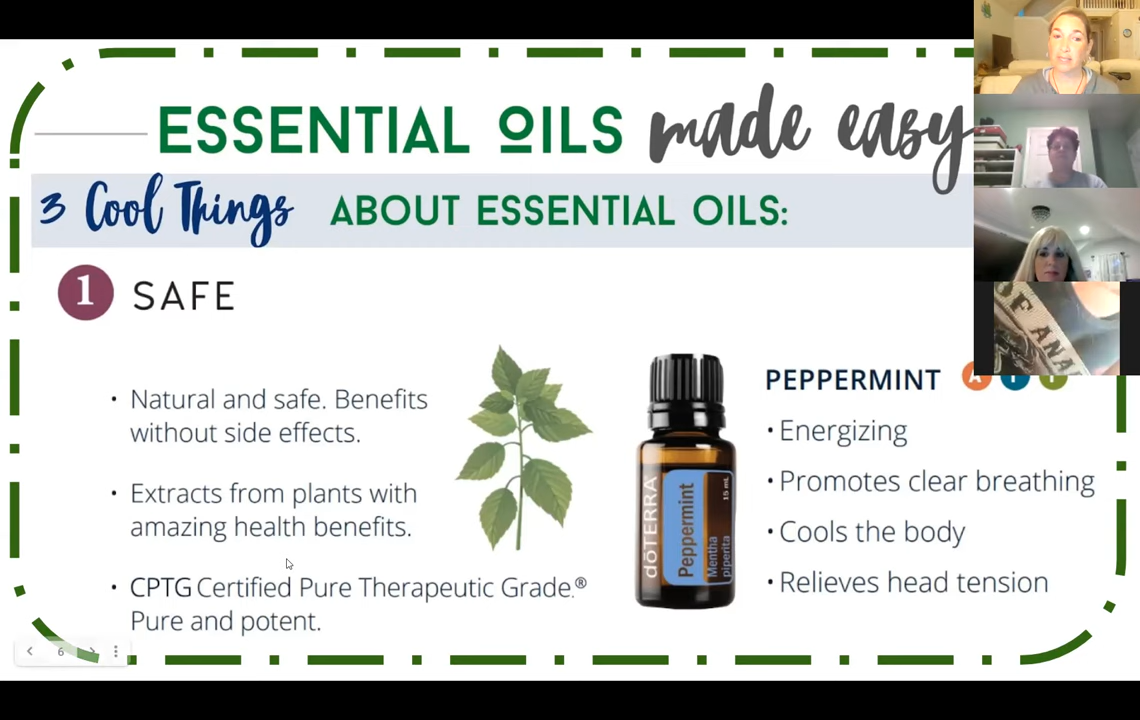 ESSENTIAL OILS made easy
3 Cool Things ABOUT ESSENTIAL OILS:
1 SAFE
• Natural and safe. Benefits
without side effects.
• Extracts from plants with
amazing health benefits.
• CPTG Certified Pure Therapeutic Grade.®
Pure and potent.
dōTERRA
Peppermint
Mentha
piperita
15 mL
PEPPERMINT
• Energizing
• Promotes clear breathing
• Cools the body
• Relieves head tension
6
OF ANA